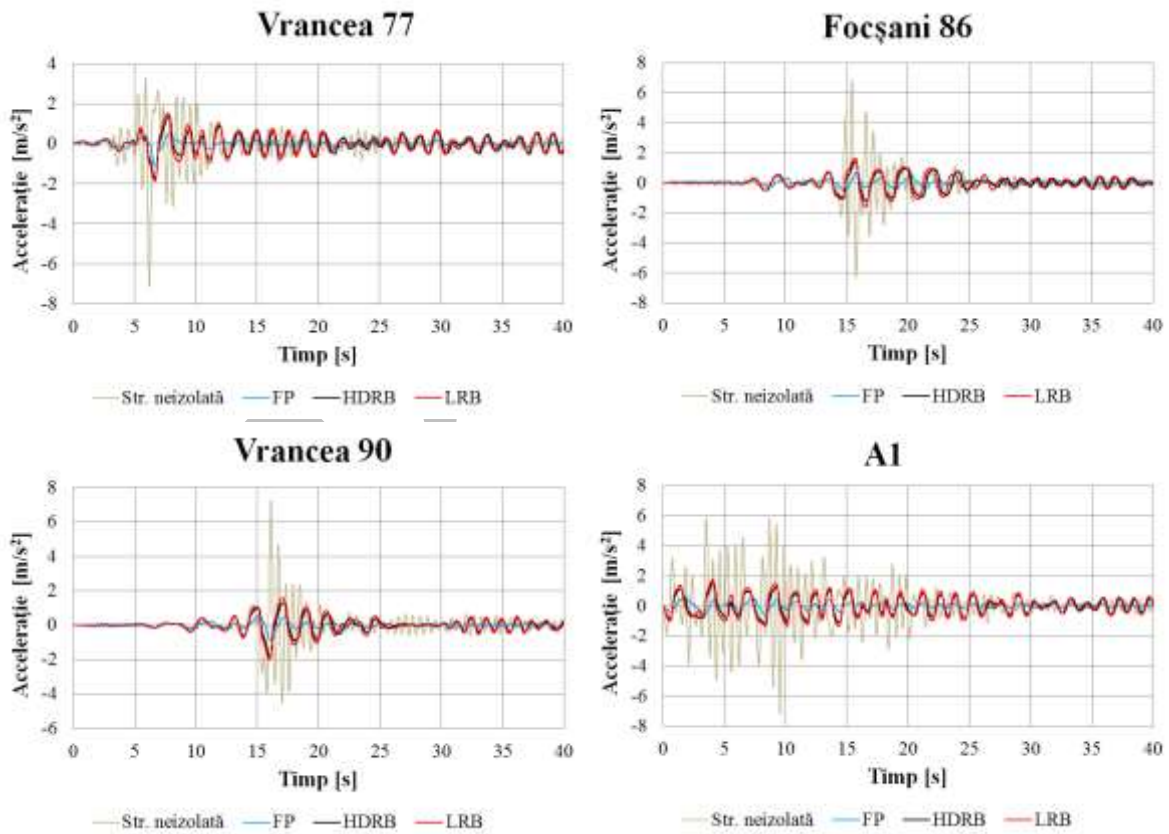 Vrancea 77
Accelerație [m/s²]
4
2
0
-2
-4
-6
-8
0 5 10 15 20 25 30 35 40
Timp [s]
Str. neizolată FP HDRB LRB
Focșani 86
Accelerație [m/s²]
8
6
4
2
0
-2
-4
-6
-8
0 5 10 15 20 25 30 35 40
Timp [s]
Str. neizolată FP HDRB LRB
Vrancea 90
Accelerație [m/s²]
8
6
4
2
0
-2
-4
-6
0 5 10 15 20 25 30 35 40
Timp [s]
Str. neizolată FP HDRB LRB
A1
Accelerație [m/s²]
8
6
4
2
0
-2
-4
-6
-8
0 5 10 15 20 25 30 35 40
Timp [s]
Str. neizolată FP HDRB LRB